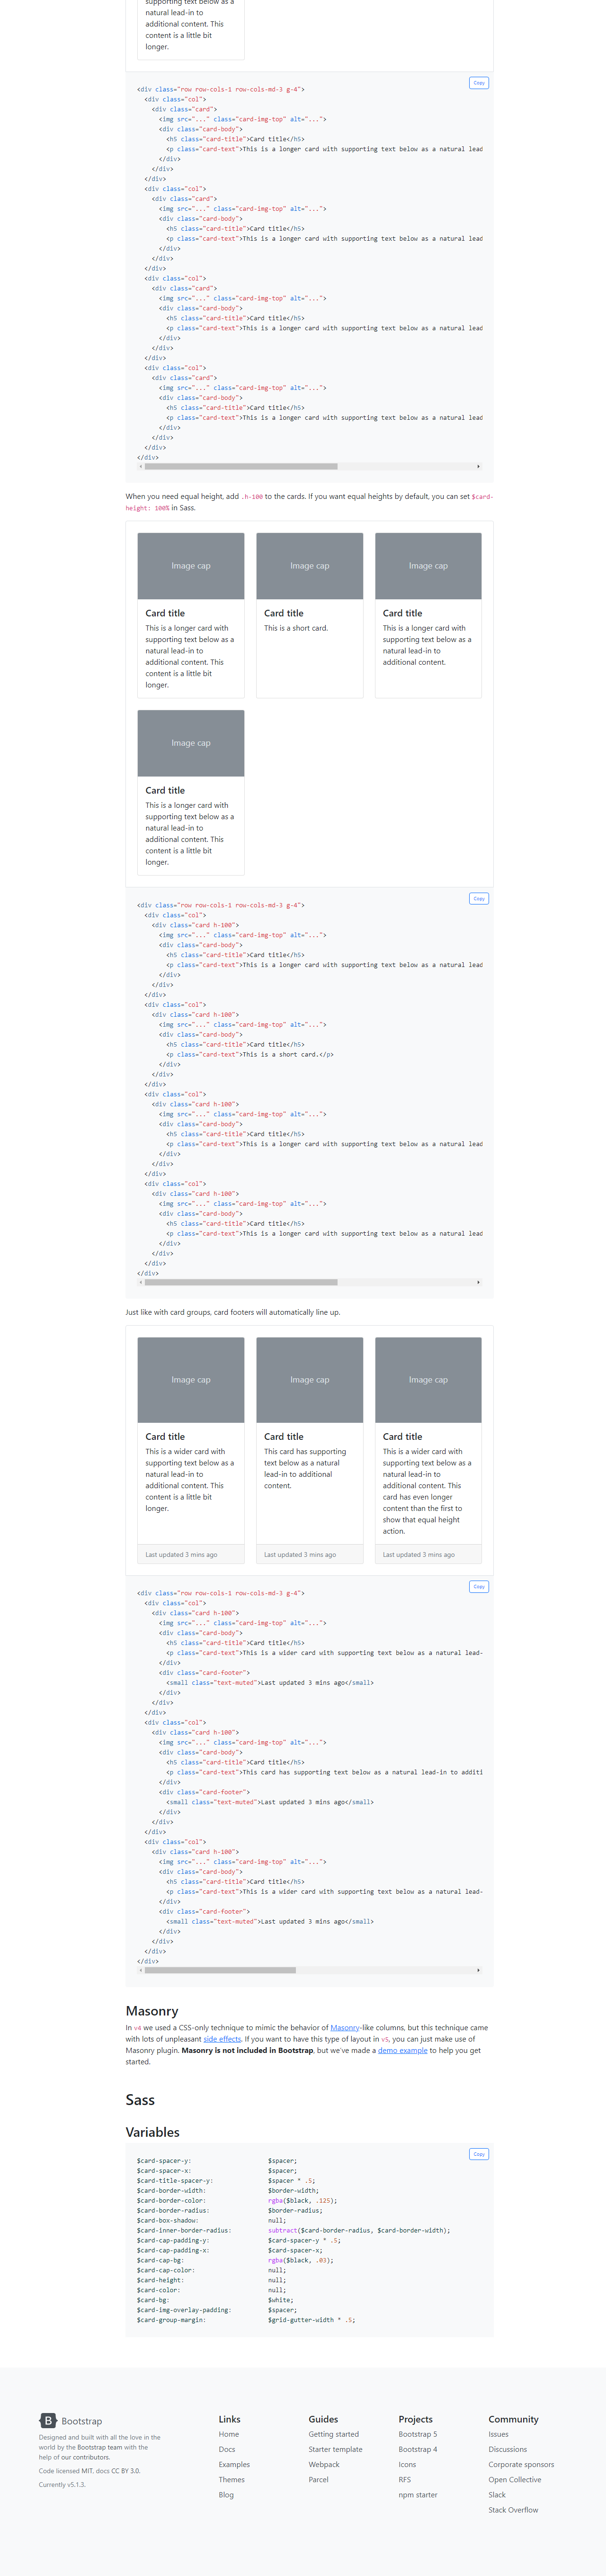 supporting text below as a
natural lead-in to
additional content. This
content is a little bit
longer.
Copy
<div class="row row-cols-1 row-cols-md-3 g-4">
  <div class="col">
    <div class="card">
      <img src="..." class="card-img-top" alt="...">
      <div class="card-body">
        <h5 class="card-title">Card title</h5>
        <p class="card-text">This is a longer card with supporting text below as a natural lead
      </div>
    </div>
  </div>
  <div class="col">
    <div class="card">
      <img src="..." class="card-img-top" alt="...">
      <div class="card-body">
        <h5 class="card-title">Card title</h5>
        <p class="card-text">This is a longer card with supporting text below as a natural lead
      </div>
    </div>
  </div>
  <div class="col">
    <div class="card">
      <img src="..." class="card-img-top" alt="...">
      <div class="card-body">
        <h5 class="card-title">Card title</h5>
        <p class="card-text">This is a longer card with supporting text below as a natural lead
      </div>
    </div>
  </div>
  <div class="col">
    <div class="card">
      <img src="..." class="card-img-top" alt="...">
      <div class="card-body">
        <h5 class="card-title">Card title</h5>
        <p class="card-text">This is a longer card with supporting text below as a natural lead
      </div>
    </div>
  </div>
</div>
When you need equal height, add .h-100 to the cards. If you want equal heights by default, you can set $card-
height: 100% in Sass.
Image cap
Card title
This is a longer card with
supporting text below as a
natural lead-in to
additional content. This
content is a little bit
longer.
Image cap
Card title
This is a short card.
Image cap
Card title
This is a longer card with
supporting text below as a
natural lead-in to
additional content.
Image cap
Card title
This is a longer card with
supporting text below as a
natural lead-in to
additional content. This
content is a little bit
longer.
Copy
<div class="row row-cols-1 row-cols-md-3 g-4">
  <div class="col">
    <div class="card h-100">
      <img src="..." class="card-img-top" alt="...">
      <div class="card-body">
        <h5 class="card-title">Card title</h5>
        <p class="card-text">This is a longer card with supporting text below as a natural lead
      </div>
    </div>
  </div>
  <div class="col">
    <div class="card h-100">
      <img src="..." class="card-img-top" alt="...">
      <div class="card-body">
        <h5 class="card-title">Card title</h5>
        <p class="card-text">This is a short card.</p>
      </div>
    </div>
  </div>
  <div class="col">
    <div class="card h-100">
      <img src="..." class="card-img-top" alt="...">
      <div class="card-body">
        <h5 class="card-title">Card title</h5>
        <p class="card-text">This is a longer card with supporting text below as a natural lead
      </div>
    </div>
  </div>
  <div class="col">
    <div class="card h-100">
      <img src="..." class="card-img-top" alt="...">
      <div class="card-body">
        <h5 class="card-title">Card title</h5>
        <p class="card-text">This is a longer card with supporting text below as a natural lead
      </div>
    </div>
  </div>
</div>
Just like with card groups, card footers will automatically line up.
Image cap
Card title
This is a wider card with
supporting text below as a
natural lead-in to
additional content. This
content is a little bit
longer.
Last updated 3 mins ago
Image cap
Card title
This card has supporting
text below as a natural
lead-in to additional
content.
Last updated 3 mins ago
Image cap
Card title
This is a wider card with
supporting text below as a
natural lead-in to
additional content. This
card has even longer
content than the first to
show that equal height
action.
Last updated 3 mins ago
Copy
<div class="row row-cols-1 row-cols-md-3 g-4">
  <div class="col">
    <div class="card h-100">
      <img src="..." class="card-img-top" alt="...">
      <div class="card-body">
        <h5 class="card-title">Card title</h5>
        <p class="card-text">This is a wider card with supporting text below as a natural lead-
      </div>
      <div class="card-footer">
        <small class="text-muted">Last updated 3 mins ago</small>
      </div>
    </div>
  </div>
  <div class="col">
    <div class="card h-100">
      <img src="..." class="card-img-top" alt="...">
      <div class="card-body">
        <h5 class="card-title">Card title</h5>
        <p class="card-text">This card has supporting text below as a natural lead-in to additi
      </div>
      <div class="card-footer">
        <small class="text-muted">Last updated 3 mins ago</small>
      </div>
    </div>
  </div>
  <div class="col">
    <div class="card h-100">
      <img src="..." class="card-img-top" alt="...">
      <div class="card-body">
        <h5 class="card-title">Card title</h5>
        <p class="card-text">This is a wider card with supporting text below as a natural lead-
      </div>
      <div class="card-footer">
        <small class="text-muted">Last updated 3 mins ago</small>
      </div>
    </div>
  </div>
</div>
Masonry
In v4 we used a CSS-only technique to mimic the behavior of Masonry-like columns, but this technique came
with lots of unpleasant side effects. If you want to have this type of layout in v5, you can just make use of
Masonry plugin. Masonry is not included in Bootstrap, but we've made a demo example to help you get
started.
Sass
Variables
Copy
$card-spacer-y: $spacer;
$card-spacer-x: $spacer;
$card-title-spacer-y: $spacer * .5;
$card-border-width: $border-width;
$card-border-color: rgba($black, .125);
$card-border-radius: $border-radius;
$card-box-shadow: null;
$card-inner-border-radius: subtract($card-border-radius, $card-border-width);
$card-cap-padding-y: $card-spacer-y * .5;
$card-cap-padding-x: $card-spacer-x;
$card-cap-bg: rgba($black, .03);
$card-cap-color: null;
$card-height: null;
$card-color: null;
$card-bg: $white;
$card-img-overlay-padding: $spacer;
$card-group-margin: $grid-gutter-width * .5;
B Bootstrap
Designed and built with all the love in the
world by the Bootstrap team with the
help of our contributors.
Code licensed MIT, docs CC BY 3.0.
Currently v5.1.3.
Links
Home
Docs
Examples
Themes
Blog
Guides
Getting started
Starter template
Webpack
Parcel
Projects
Bootstrap 5
Bootstrap 4
Icons
RFS
npm starter
Community
Issues
Discussions
Corporate sponsors
Open Collective
Slack
Stack Overflow